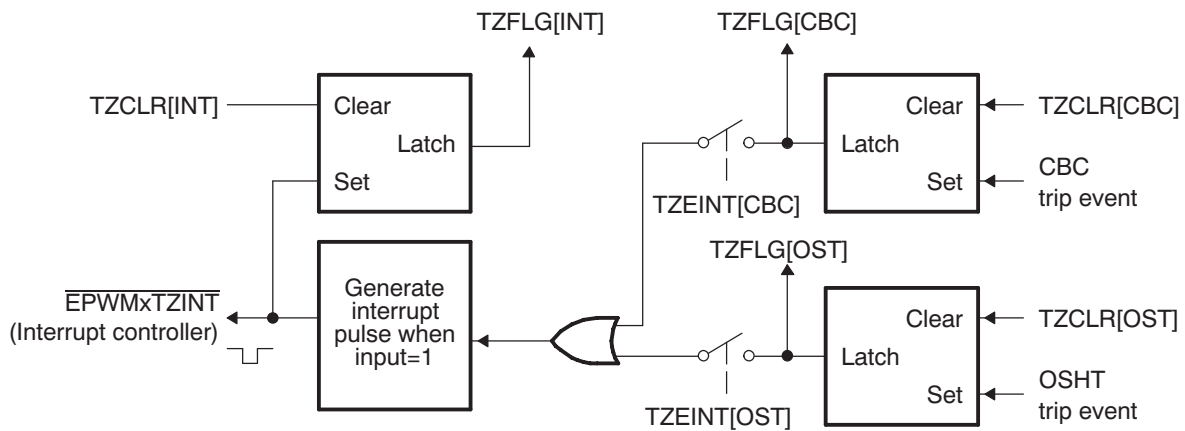 TZFLG[INT]
TZFLG[CBC]
TZCLR[INT]
Clear
Latch
Set
Clear
TZCLR[CBC]
Latch
Set
CBC
trip event
TZEINT[CBC]
TZFLG[OST]
EPWMxTZINT
(Interrupt controller)
Generate
interrupt
pulse when
input=1
Clear
TZCLR[OST]
Latch
Set
OSHT
trip event
TZEINT[OST]